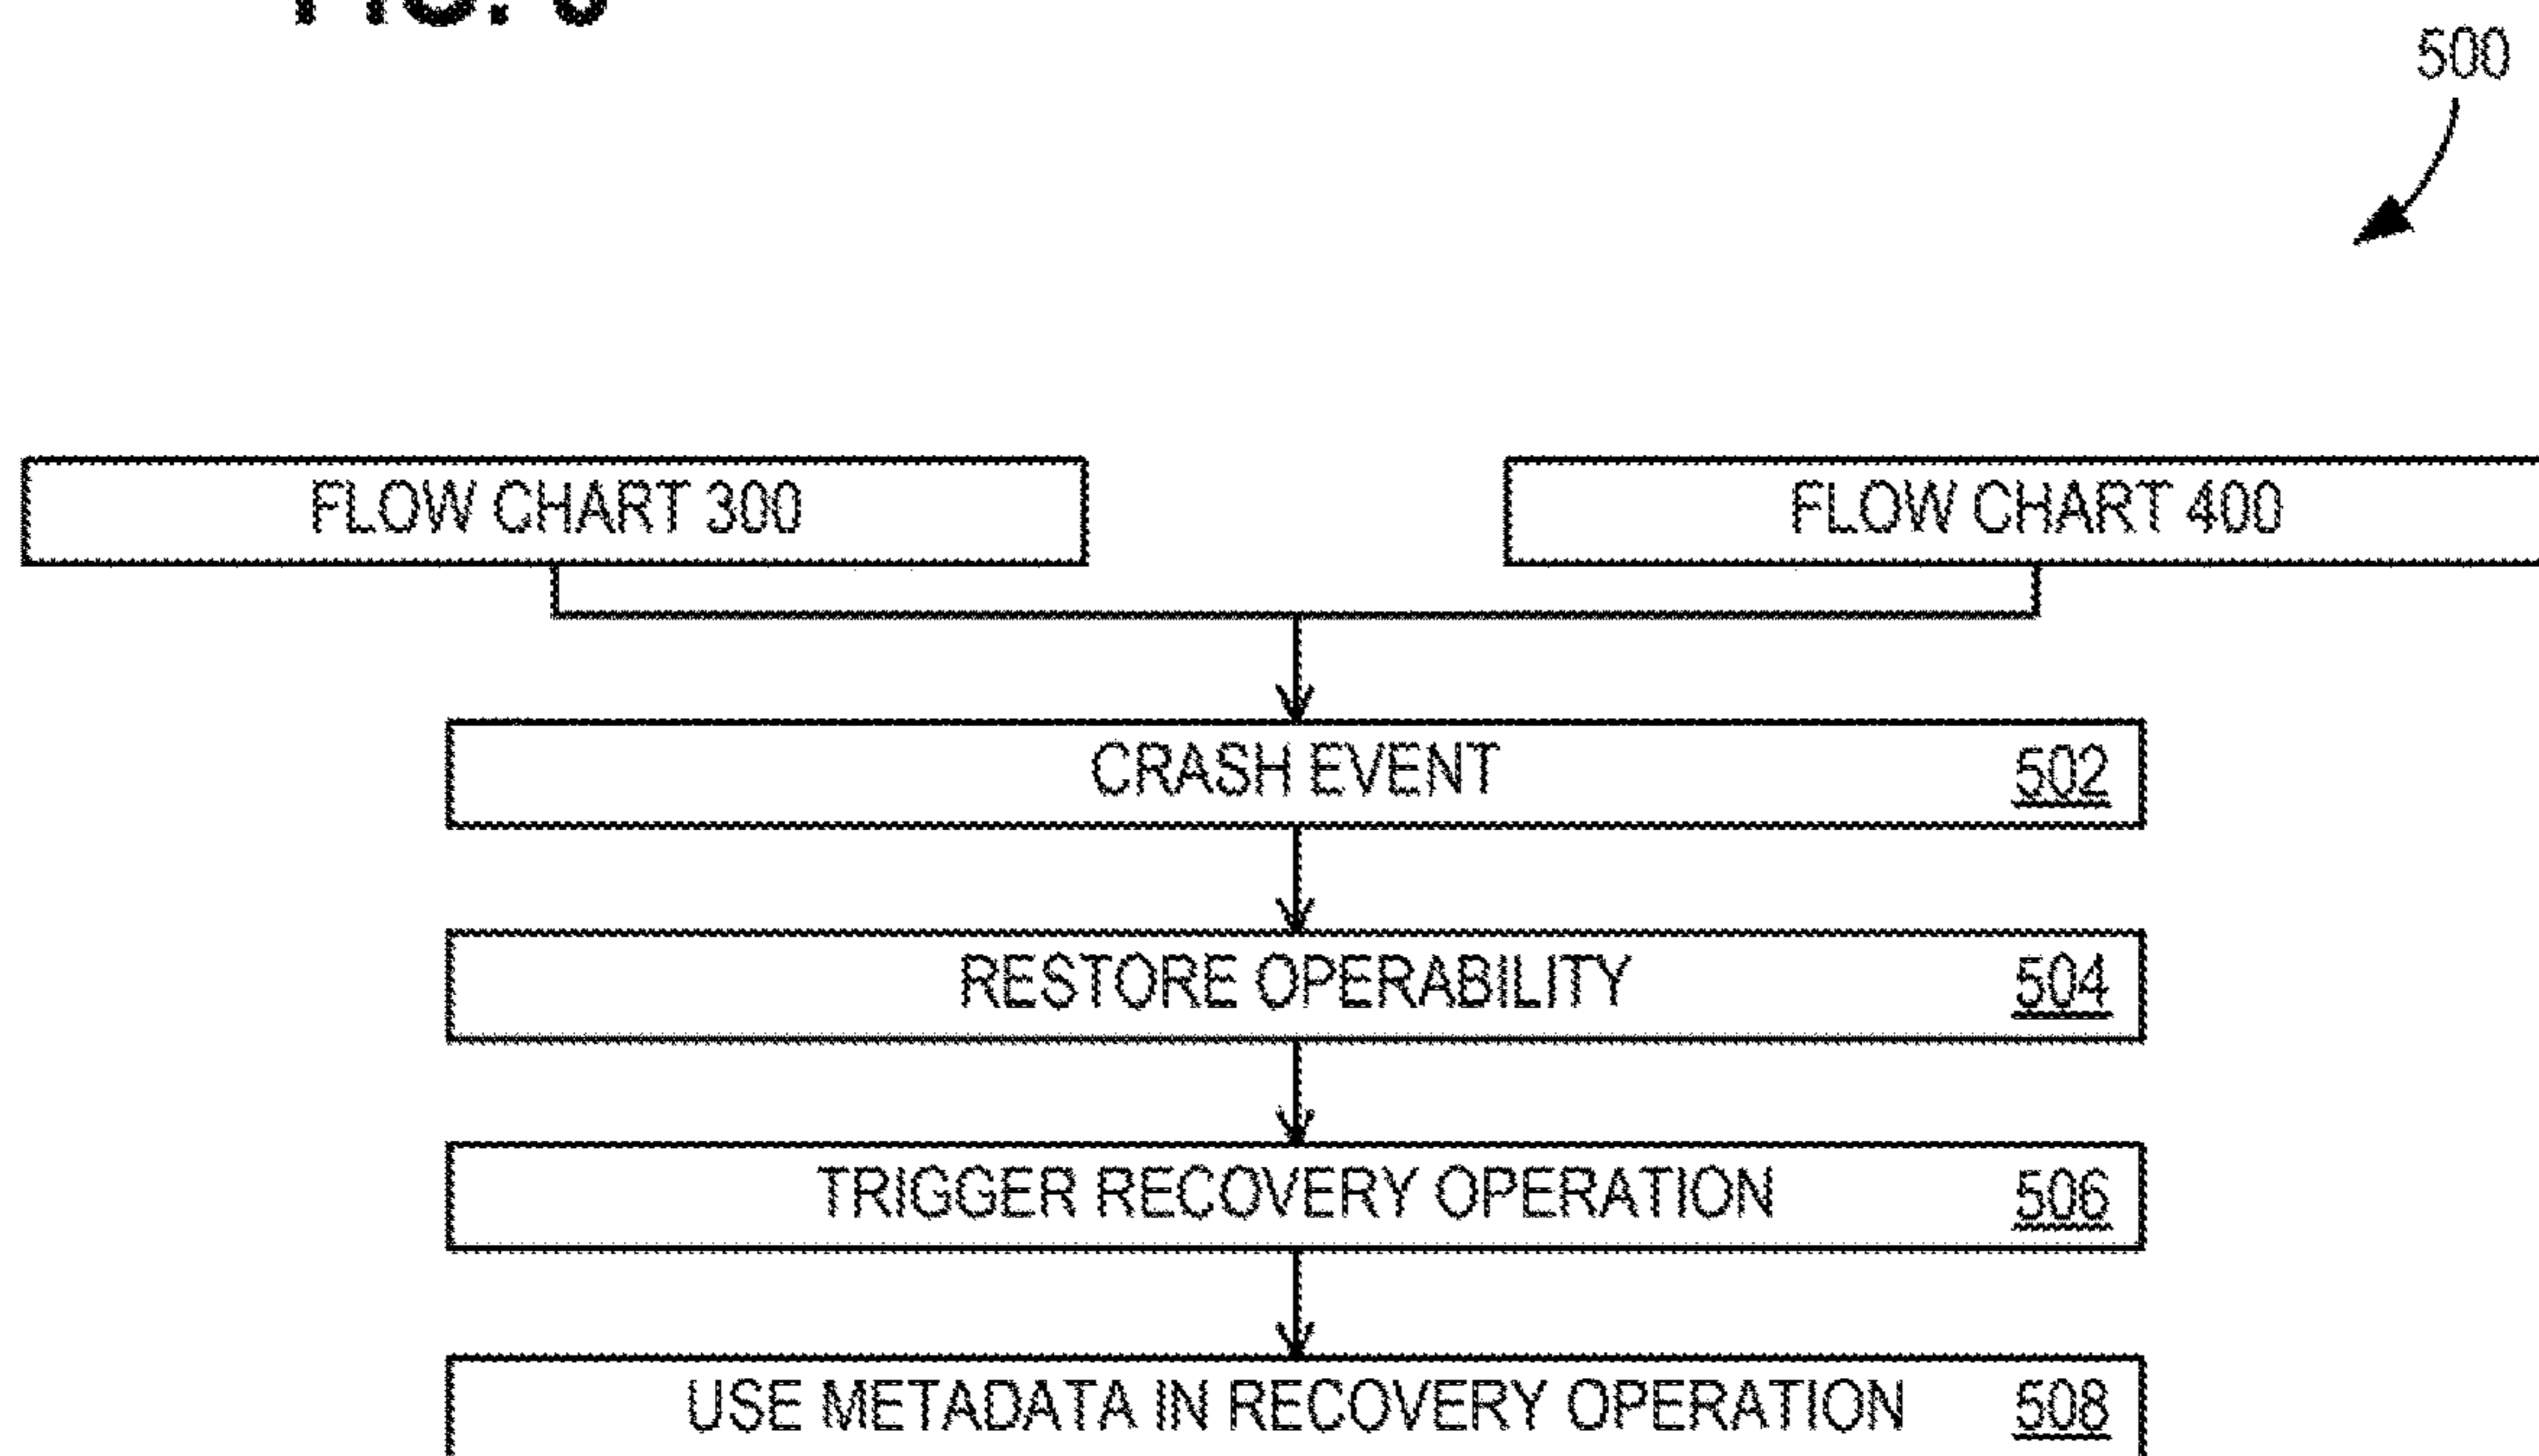 FIG.
500
FLOW CHART 300
FLOW CHART 400
CRASH EVENT 502
RESTORE OPERABILITY 504
TRIGGER RECOVERY OPERATION 506
USE METADATA IN RECOVERY OPERATION 508